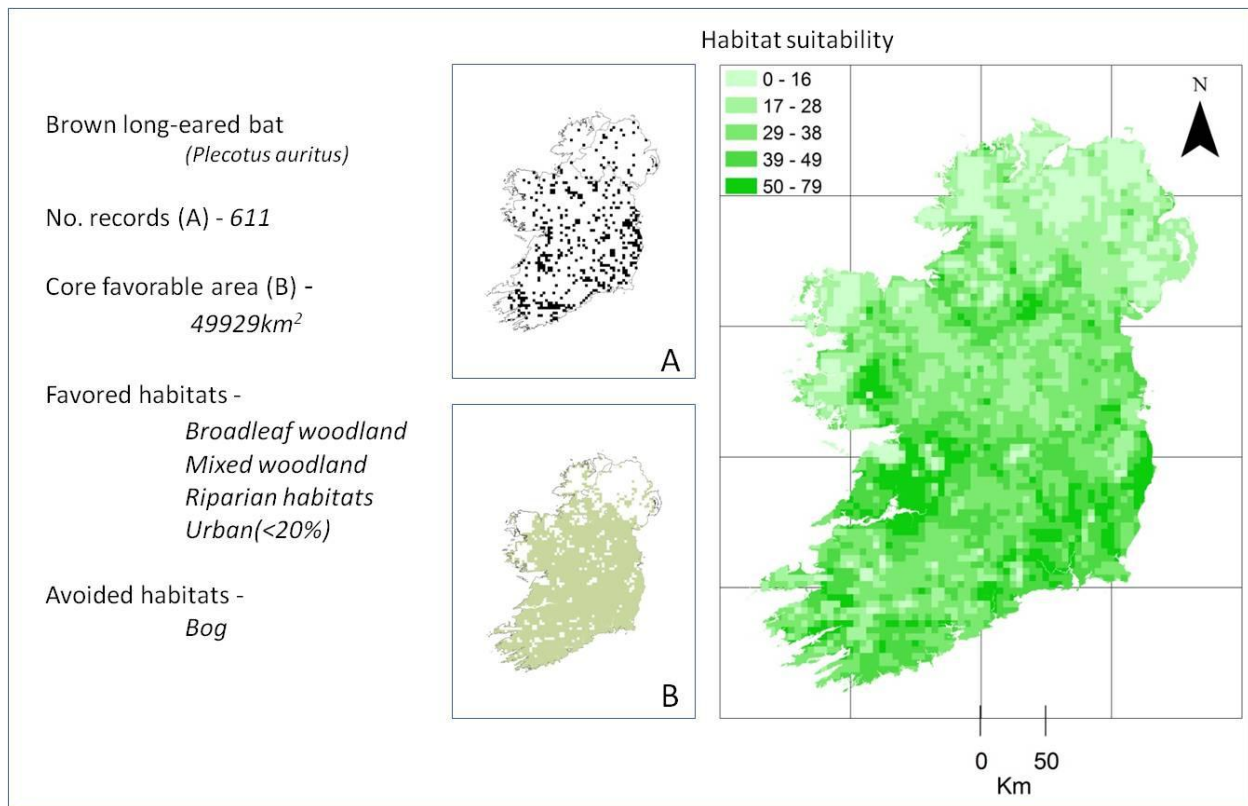 Brown long-eared bat
(Plecotus auritus)
No. records (A) - 611
Core favorable area (B) -
49929km²
Favored habitats -
Broadleaf woodland
Mixed woodland
Riparian habitats
Urban(<20%)
Avoided habitats -
Bog
A
B
Habitat suitability
0 - 16
17 - 28
29 - 38
39 - 49
50 - 79
N
0 50
Km